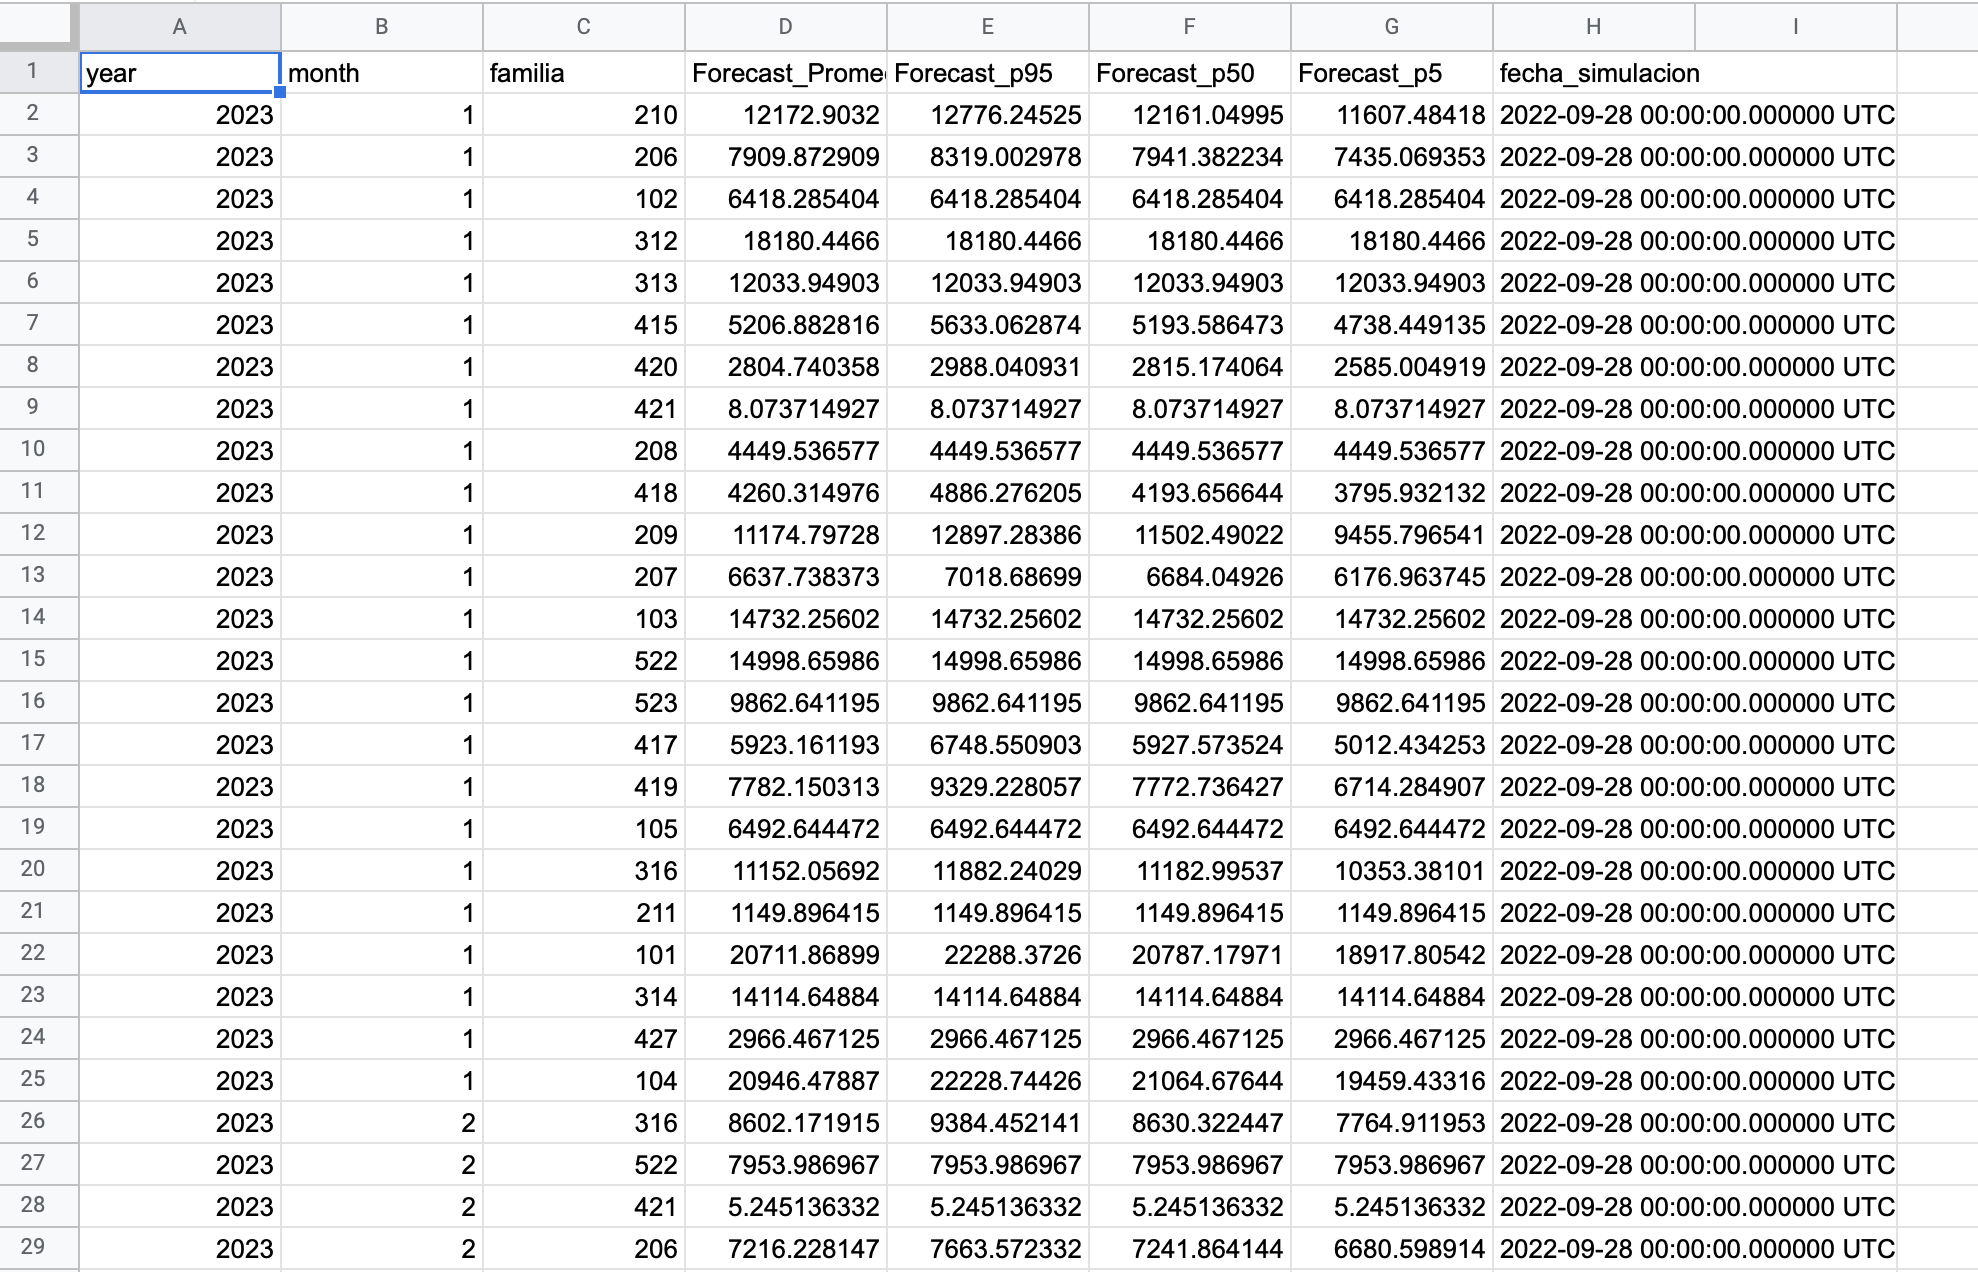 A B C D E F G H I
1 year month familia Forecast_Prome Forecast_p95 Forecast_p50 Forecast_p5 fecha_simulacion
2 2023 1 210 12172.9032 12776.24525 12161.04995 11607.48418 2022-09-28 00:00:00.000000 UTC
3 2023 1 206 7909.872909 8319.002978 7941.382234 7435.069353 2022-09-28 00:00:00.000000 UTC
4 2023 1 102 6418.285404 6418.285404 6418.285404 6418.285404 2022-09-28 00:00:00.000000 UTC
5 2023 1 312 18180.4466 18180.4466 18180.4466 18180.4466 2022-09-28 00:00:00.000000 UTC
6 2023 1 313 12033.94903 12033.94903 12033.94903 12033.94903 2022-09-28 00:00:00.000000 UTC
7 2023 1 415 5206.882816 5633.062874 5193.586473 4738.449135 2022-09-28 00:00:00.000000 UTC
8 2023 1 420 2804.740358 2988.040931 2815.174064 2585.004919 2022-09-28 00:00:00.000000 UTC
9 2023 1 421 8.073714927 8.073714927 8.073714927 8.073714927 2022-09-28 00:00:00.000000 UTC
10 2023 1 208 4449.536577 4449.536577 4449.536577 4449.536577 2022-09-28 00:00:00.000000 UTC
11 2023 1 418 4260.314976 4886.276205 4193.656644 3795.932132 2022-09-28 00:00:00.000000 UTC
12 2023 1 209 11174.79728 12897.28386 11502.49022 9455.796541 2022-09-28 00:00:00.000000 UTC
13 2023 1 207 6637.738373 7018.68699 6684.04926 6176.963745 2022-09-28 00:00:00.000000 UTC
14 2023 1 103 14732.25602 14732.25602 14732.25602 14732.25602 2022-09-28 00:00:00.000000 UTC
15 2023 1 522 14998.65986 14998.65986 14998.65986 14998.65986 2022-09-28 00:00:00.000000 UTC
16 2023 1 523 9862.641195 9862.641195 9862.641195 9862.641195 2022-09-28 00:00:00.000000 UTC
17 2023 1 417 5923.161193 6748.550903 5927.573524 5012.434253 2022-09-28 00:00:00.000000 UTC
18 2023 1 419 7782.150313 9329.228057 7772.736427 6714.284907 2022-09-28 00:00:00.000000 UTC
19 2023 1 105 6492.644472 6492.644472 6492.644472 6492.644472 2022-09-28 00:00:00.000000 UTC
20 2023 1 316 11152.05692 11882.24029 11182.99537 10353.38101 2022-09-28 00:00:00.000000 UTC
21 2023 1 211 1149.896415 1149.896415 1149.896415 1149.896415 2022-09-28 00:00:00.000000 UTC
22 2023 1 101 20711.86899 22288.3726 20787.17971 18917.80542 2022-09-28 00:00:00.000000 UTC
23 2023 1 314 14114.64884 14114.64884 14114.64884 14114.64884 2022-09-28 00:00:00.000000 UTC
24 2023 1 427 2966.467125 2966.467125 2966.467125 2966.467125 2022-09-28 00:00:00.000000 UTC
25 2023 1 104 20946.47887 22228.74426 21064.67644 19459.43316 2022-09-28 00:00:00.000000 UTC
26 2023 2 316 8602.171915 9384.452141 8630.322447 7764.911953 2022-09-28 00:00:00.000000 UTC
27 2023 2 522 7953.986967 7953.986967 7953.986967 7953.986967 2022-09-28 00:00:00.000000 UTC
28 2023 2 421 5.245136332 5.245136332 5.245136332 5.245136332 2022-09-28 00:00:00.000000 UTC
29 2023 2 206 7216.228147 7663.572332 7241.864144 6680.598914 2022-09-28 00:00:00.000000 UTC